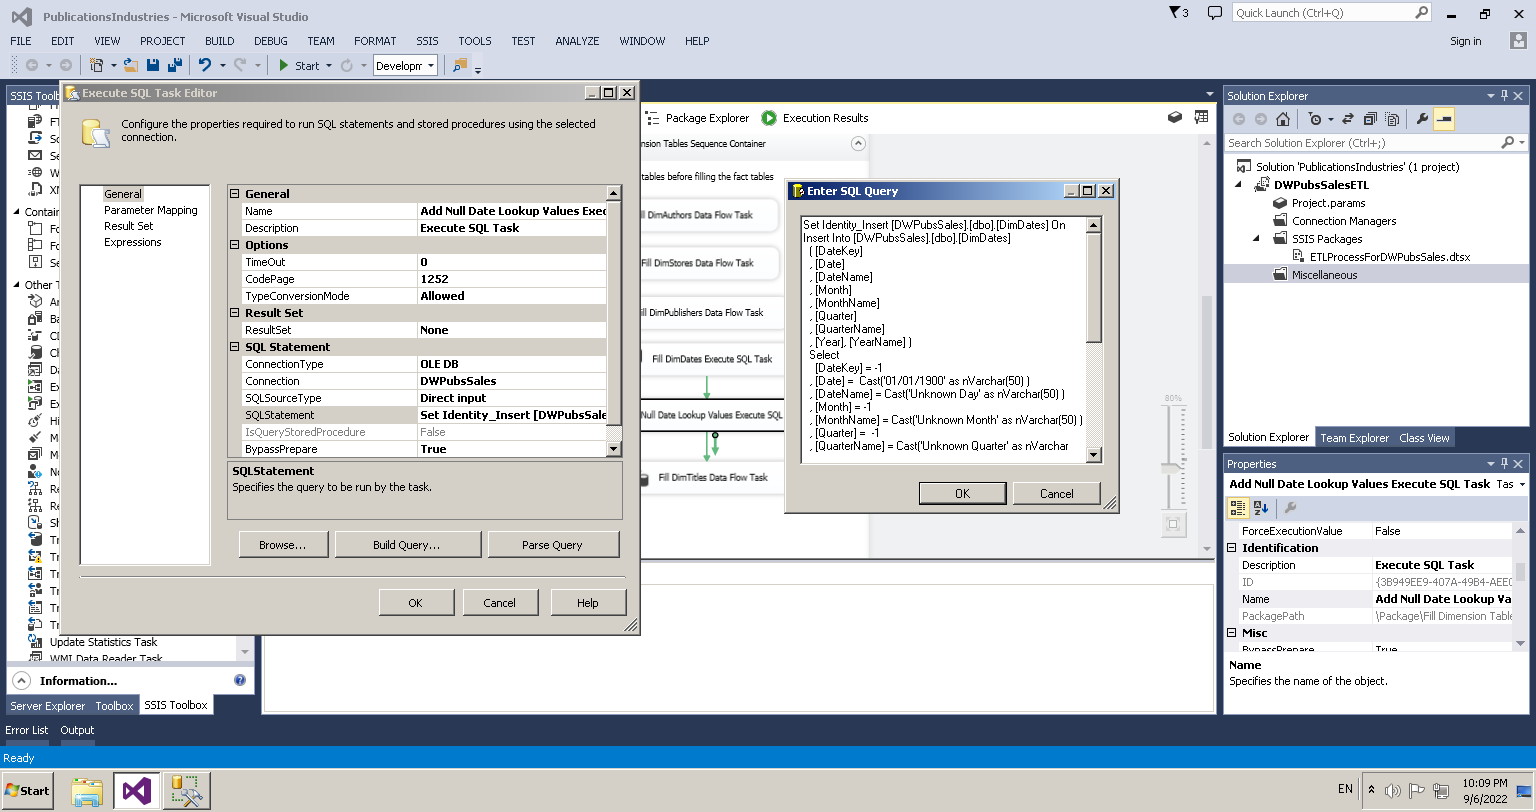 PublicationsIndustries - Microsoft Visual Studio
3
Quick Launch (Ctrl+Q)
FILE EDIT VIEW PROJECT BUILD DEBUG TEAM FORMAT SSIS TOOLS TEST ANALYZE WINDOW HELP
Sign in
Start
Developm
SSIS Toolb
Execute SQL Task Editor
Configure the properties required to run SQL statements and stored procedures using the selected
connection.
General
Parameter Mapping
Result Set
Expressions
General
Name Add Null Date Lookup Values Exec
Description Execute SQL Task
Options
TimeOut 0
CodePage 1252
TypeConversionMode Allowed
Result Set
ResultSet None
SQL Statement
ConnectionType OLE DB
Connection DWPubsSales
SQLSourceType Direct input
SQLStatement Set Identity_Insert [DWPubsSale
IsQueryStoredProcedure False
BypassPrepare True
SQLStatement
Specifies the query to be run by the task.
Browse...
Build Query...
Parse Query
OK
Cancel
Help
Contain
Other T
Update Statistics Task
WMI Data Reader Task
Information...
Server Explorer Toolbox SSIS Toolbox
Package Explorer
Execution Results
nsion Tables Sequence Container
tables before filling the fact tables
ll DimAuthors Data Flow Task
Fill DimStores Data Flow Task
ll DimPublishers Data Flow Task
Fill DimDates Execute SQL Task
Null Date Lookup Values Execute SQL
Fill DimTitles Data Flow Task
80%
Enter SQL Query
Set Identity_Insert [DWPubsSales].[dbo].[DimDates] On
Insert Into [DWPubsSales].[dbo].[DimDates]
( [DateKey]
, [Date]
, [DateName]
, [Month]
, [MonthName]
, [Quarter]
, [QuarterName]
, [Year], [YearName] )
Select
[DateKey] = -1
, [Date] = Cast('01/01/1900' as nVarchar(50) )
, [DateName] = Cast('Unknown Day' as nVarchar(50) )
, [Month] = -1
, [MonthName] = Cast('Unknown Month' as nVarchar(50) )
, [Quarter] = -1
, [QuarterName] = Cast('Unknown Quarter' as nVarchar
OK
Cancel
Solution Explorer
Search Solution Explorer (Ctrl+;)
Solution 'PublicationsIndustries' (1 project)
DWPubsSalesETL
Project.params
Connection Managers
SSIS Packages
ETLProcessForDWPubsSales.dtsx
Miscellaneous
Solution Explorer Team Explorer Class View
Properties
Add Null Date Lookup Values Execute SQL Task Tas
ForceExecutionValue False
Identification
Description Execute SQL Task
ID {3B949EE9-407A-49B4-AEEC
Name Add Null Date Lookup Va
PackagePath \Package\Fill Dimension Table
Misc
BypassPrepare True
Name
Specifies the name of the object.
Error List Output
Ready
Start
EN
10:09 PM
9/6/2022